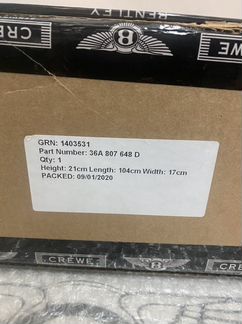 BENTLEY
CREWE
B
CREWE
GRN: 1403531
Part Number: 36A 807 648 D
Qty: 1
Height: 21cm Length: 104cm Width: 17cm
PACKED: 09/01/2020
CREWE
B
CREWE